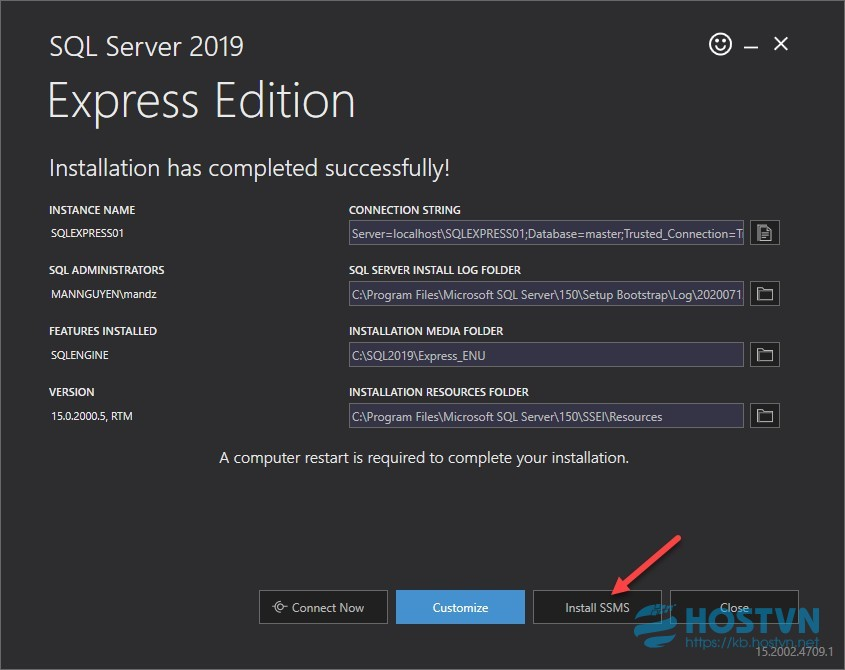 SQL Server 2019
Express Edition
Installation has completed successfully!
INSTANCE NAME
SQLEXPRESS01
CONNECTION STRING
Server=localhost\SQLEXPRESS01;Database=master;Trusted_Connection=T
SQL ADMINISTRATORS
MANNGUYEN\mandz
SQL SERVER INSTALL LOG FOLDER
C:\Program Files\Microsoft SQL Server\150\Setup Bootstrap\Log\2020071
FEATURES INSTALLED
SQLENGINE
INSTALLATION MEDIA FOLDER
C:\SQL2019\Express_ENU
VERSION
15.0.2000.5, RTM
INSTALLATION RESOURCES FOLDER
C:\Program Files\Microsoft SQL Server\150\SSEI\Resources
A computer restart is required to complete your installation.
Connect Now
Customize
Install SSMS
Close
HOSTVN
https://kb.hostvn.net
15.2002.4709.1